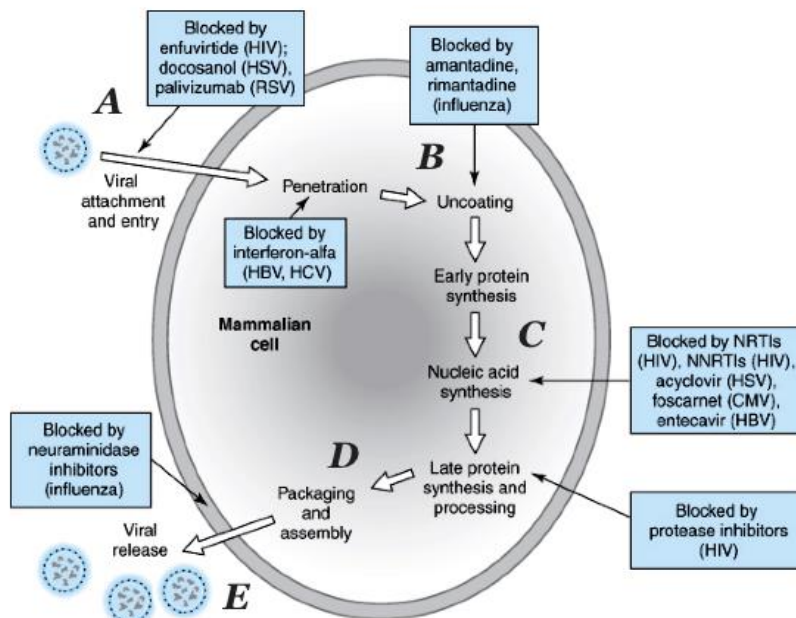 Blocked by
enfuvirtide (HIV);
docosanol (HSV),
palivizumab (RSV)
Blocked by
amantadine,
rimantadine
(influenza)
A
B
Viral
attachment
and entry
Penetration
Uncoating
Blocked by
interferon-alfa
(HBV, HCV)
Early protein
synthesis
Mammalian
cell
C
Nucleic acid
synthesis
Blocked by NRTIs
(HIV), NNRTIs (HIV),
acyclovir (HSV),
foscarnet (CMV),
entecavir (HBV)
Blocked by
neuraminidase
inhibitors
(influenza)
D
Late protein
synthesis and
processing
Packaging
and
assembly
Blocked by
protease inhibitors
(HIV)
Viral
release
E